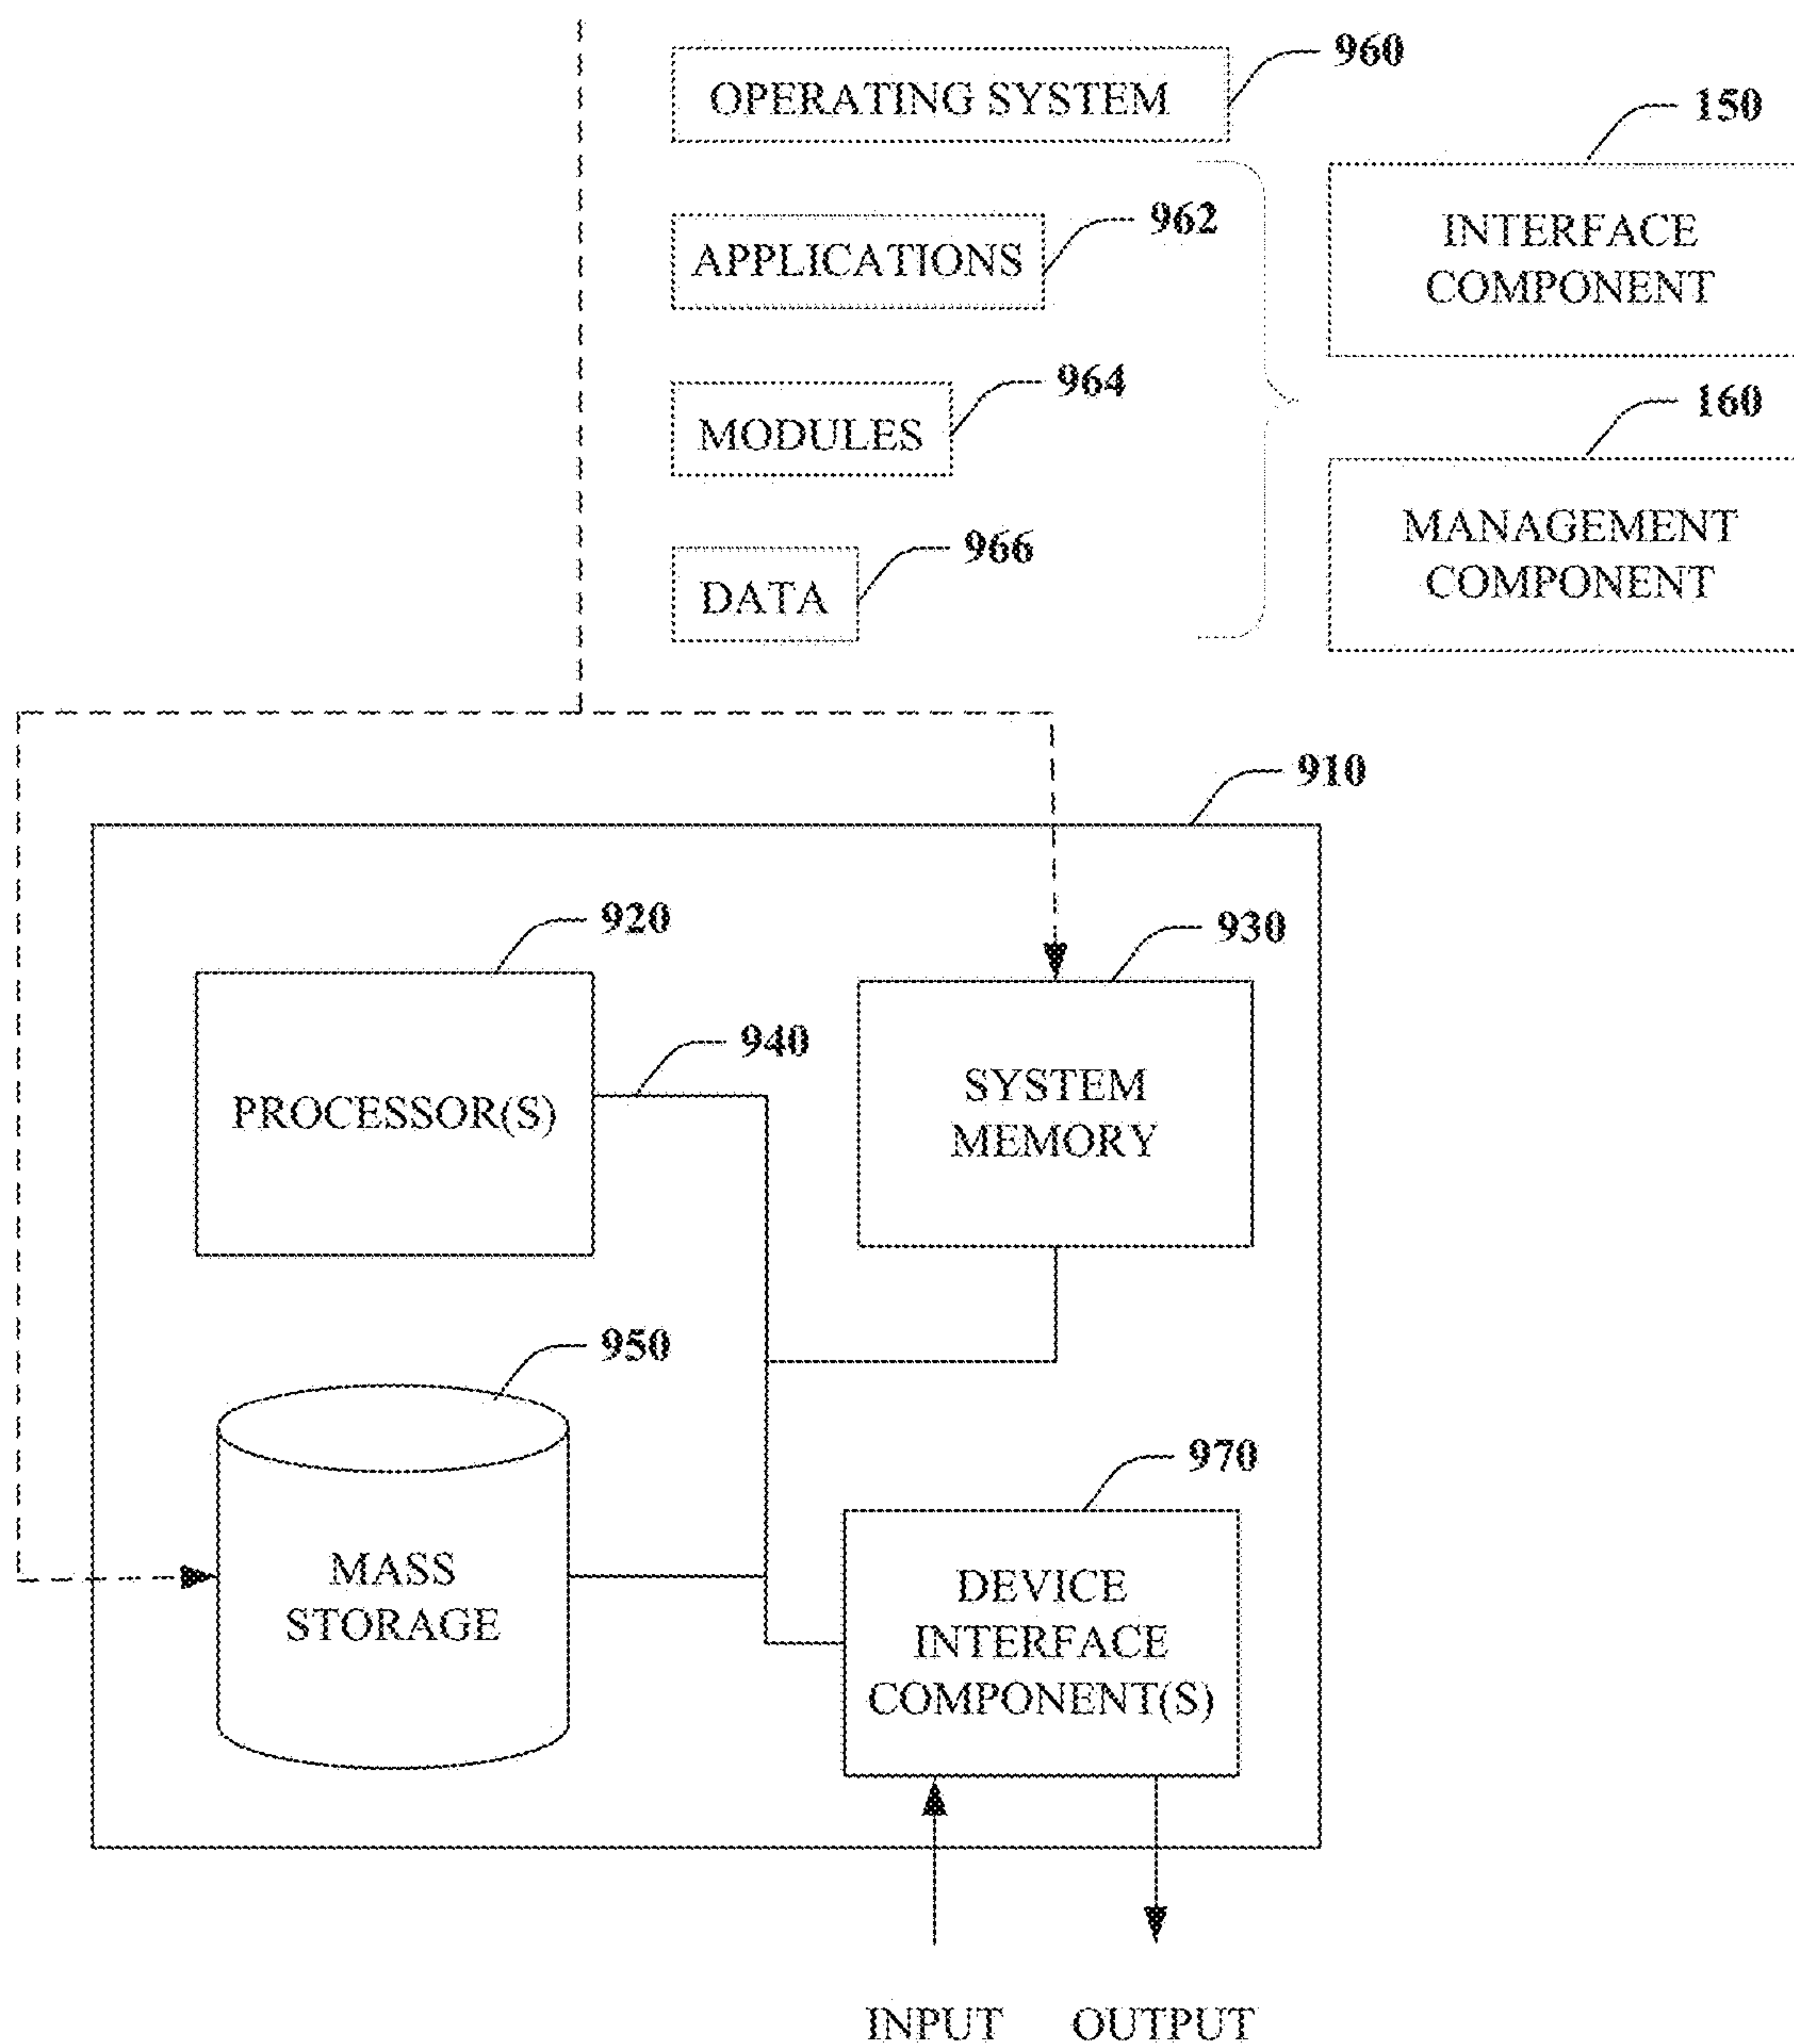 960
OPERATING SYSTEM
150
962
APPLICATIONS
INTERFACE
COMPONENT
964
MODULES
160
966
DATA
MANAGEMENT
COMPONENT
910
920
930
PROCESSOR(S)
940
SYSTEM
MEMORY
950
MASS
STORAGE
970
DEVICE
INTERFACE
COMPONENT(S)
INPUT
OUTPUT